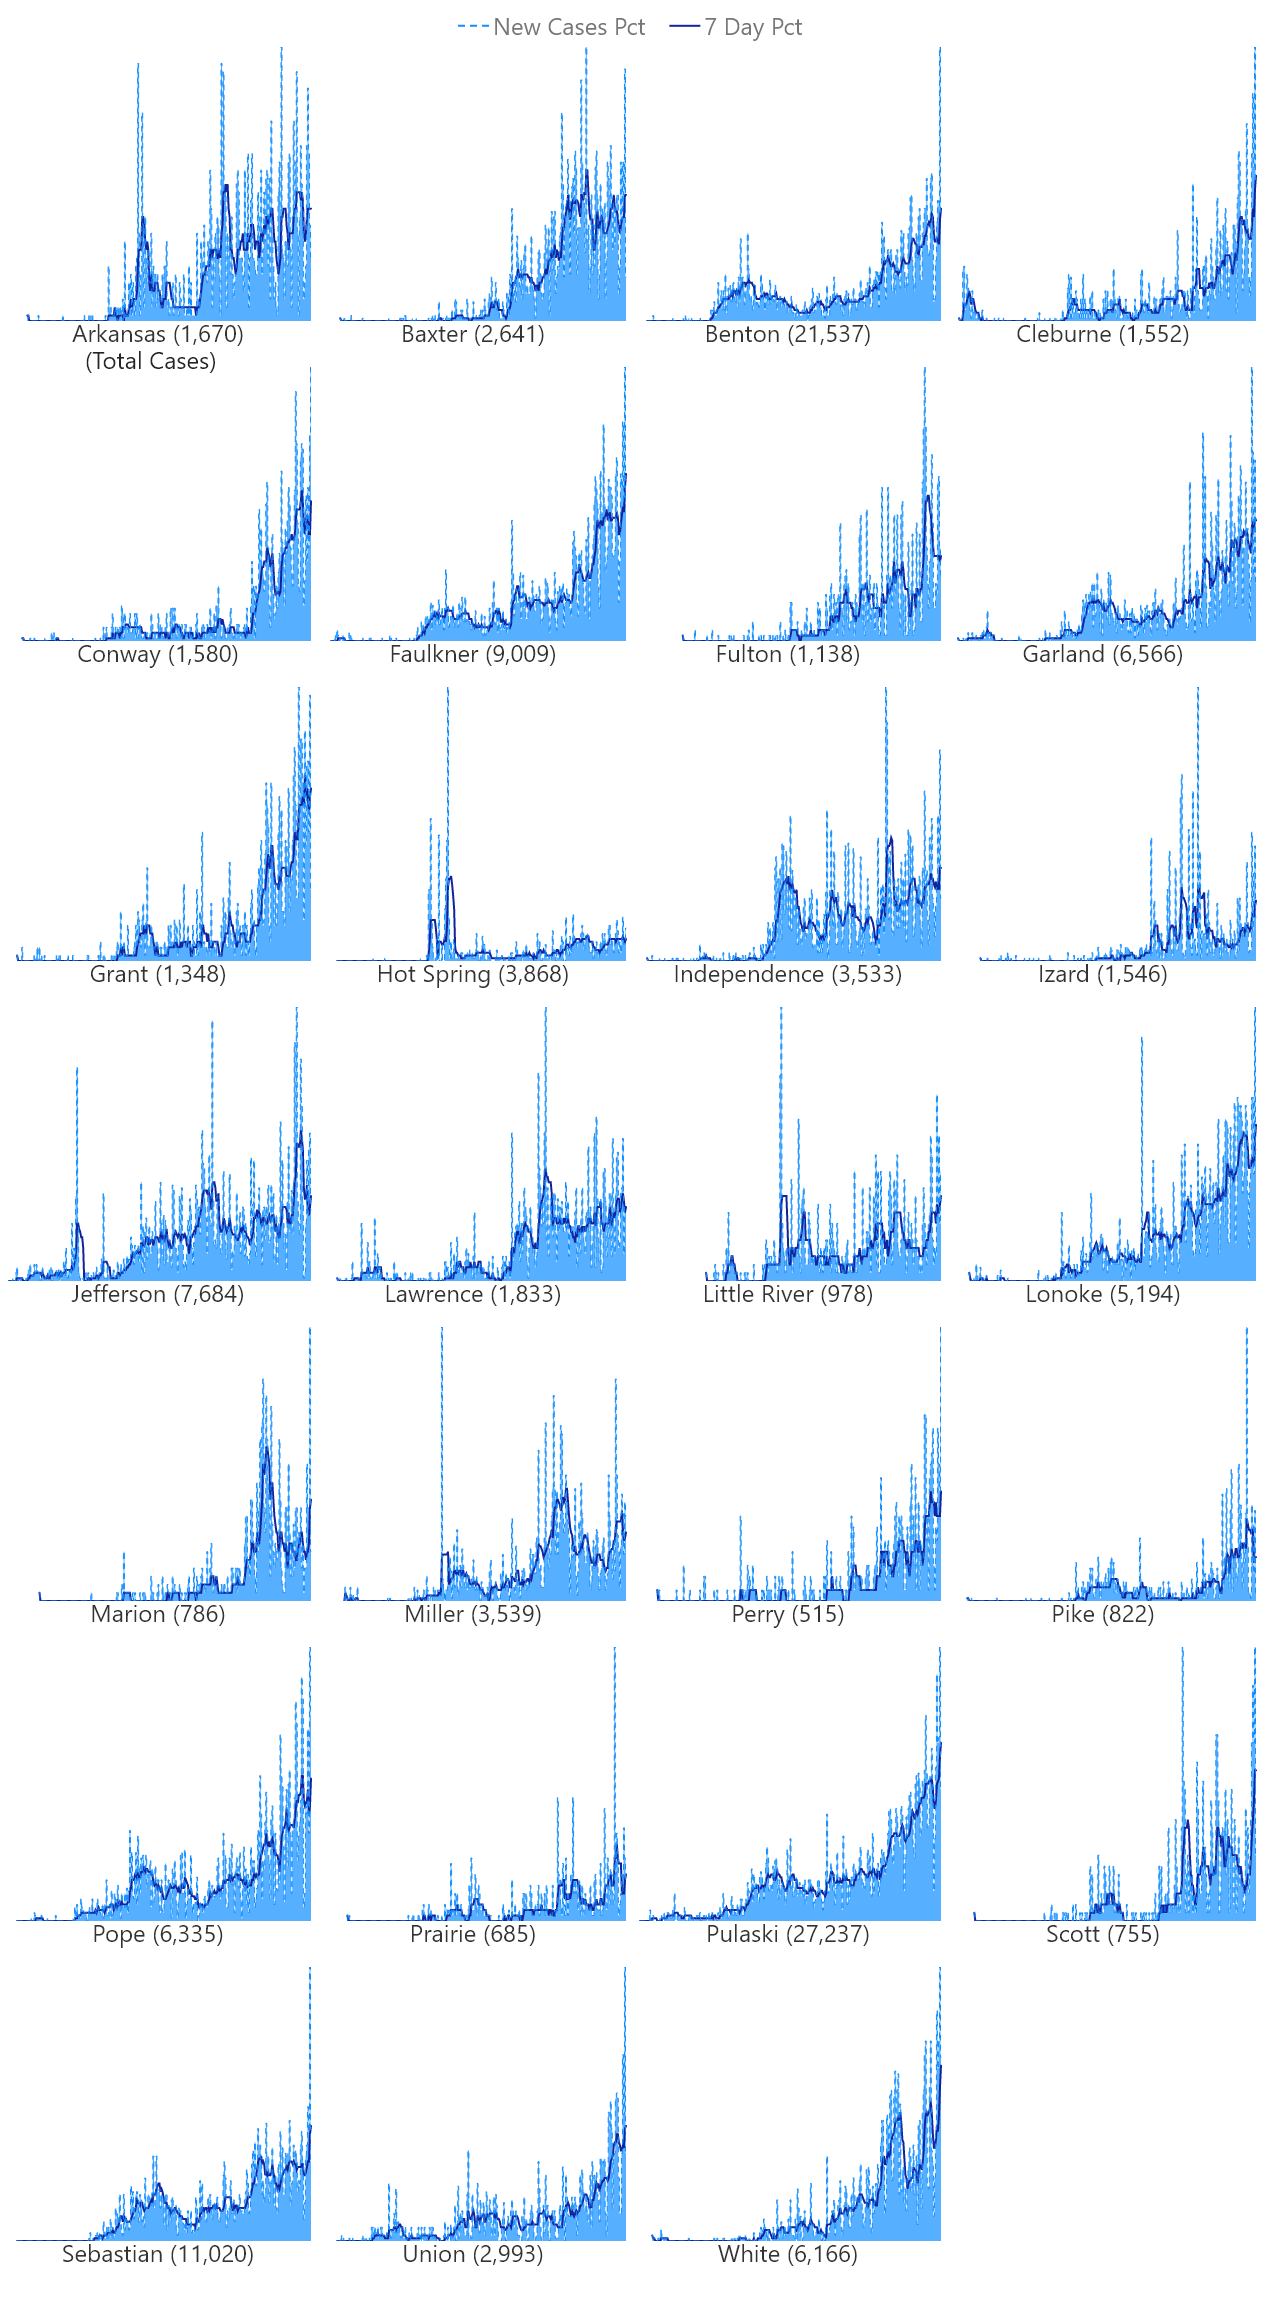 New Cases Pct 7 Day Pct
Arkansas (1,670) Baxter (2,641) Benton (21,537) Cleburne (1,552)
(Total Cases)
Conway (1,580) Faulkner (9,009) Fulton (1,138) Garland (6,566)
Grant (1,348) Hot Spring (3,868) Independence (3,533) Izard (1,546)
Jefferson (7,684) Lawrence (1,833) Little River (978) Lonoke (5,194)
Marion (786) Miller (3,539) Perry (515) Pike (822)
Pope (6,335) Prairie (685) Pulaski (27,237) Scott (755)
Sebastian (11,020) Union (2,993) White (6,166)